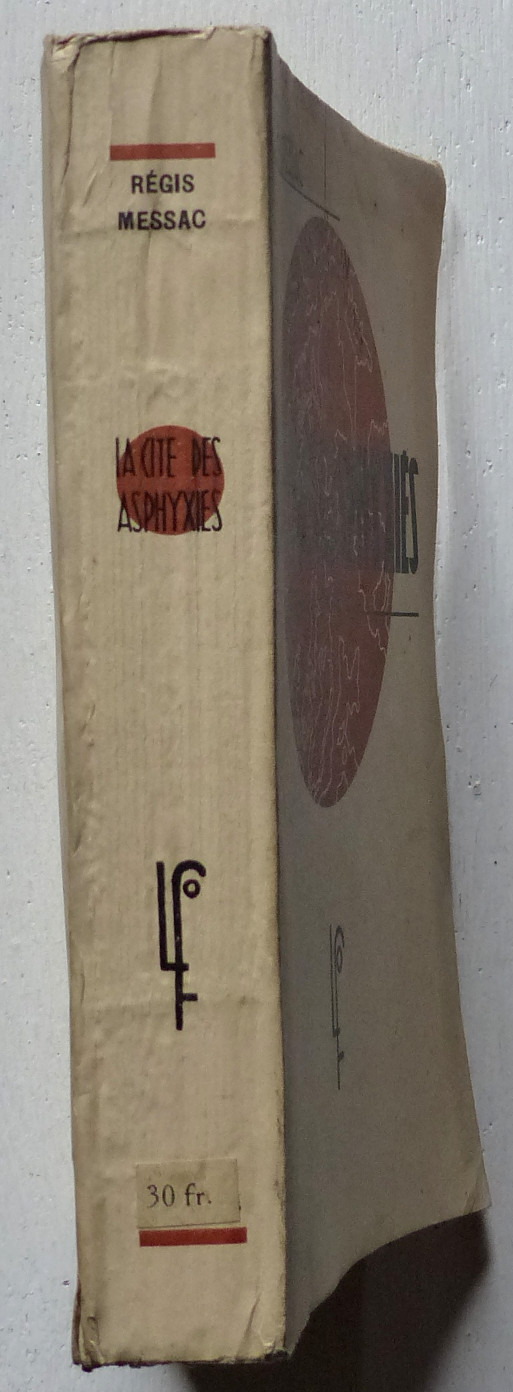 RÉGIS
MESSAC
LA CITE DES
ASPHYXIES
30 fr.